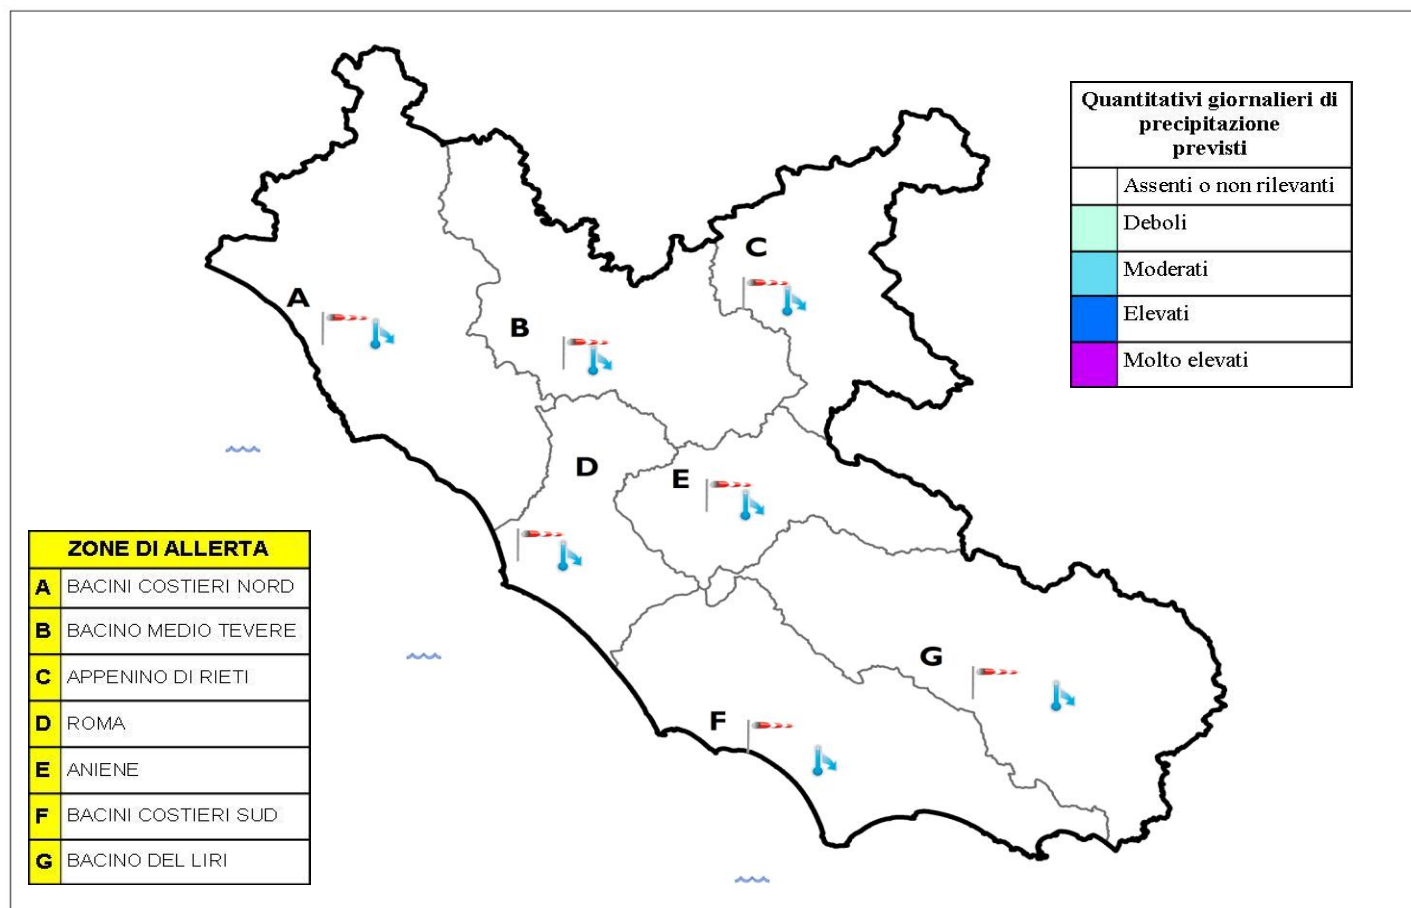 Quantitativi giornalieri di
precipitazione
previsti
Assenti o non rilevanti
Deboli
Moderati
Elevati
Molto elevati
C
A
B
D
E
G
F
ZONE DI ALLERTA
A BACINI COSTIERI NORD
B BACINO MEDIO TEVERE
C APPENINO DI RIETI
D ROMA
E ANIENE
F BACINI COSTIERI SUD
G BACINO DEL LIRI